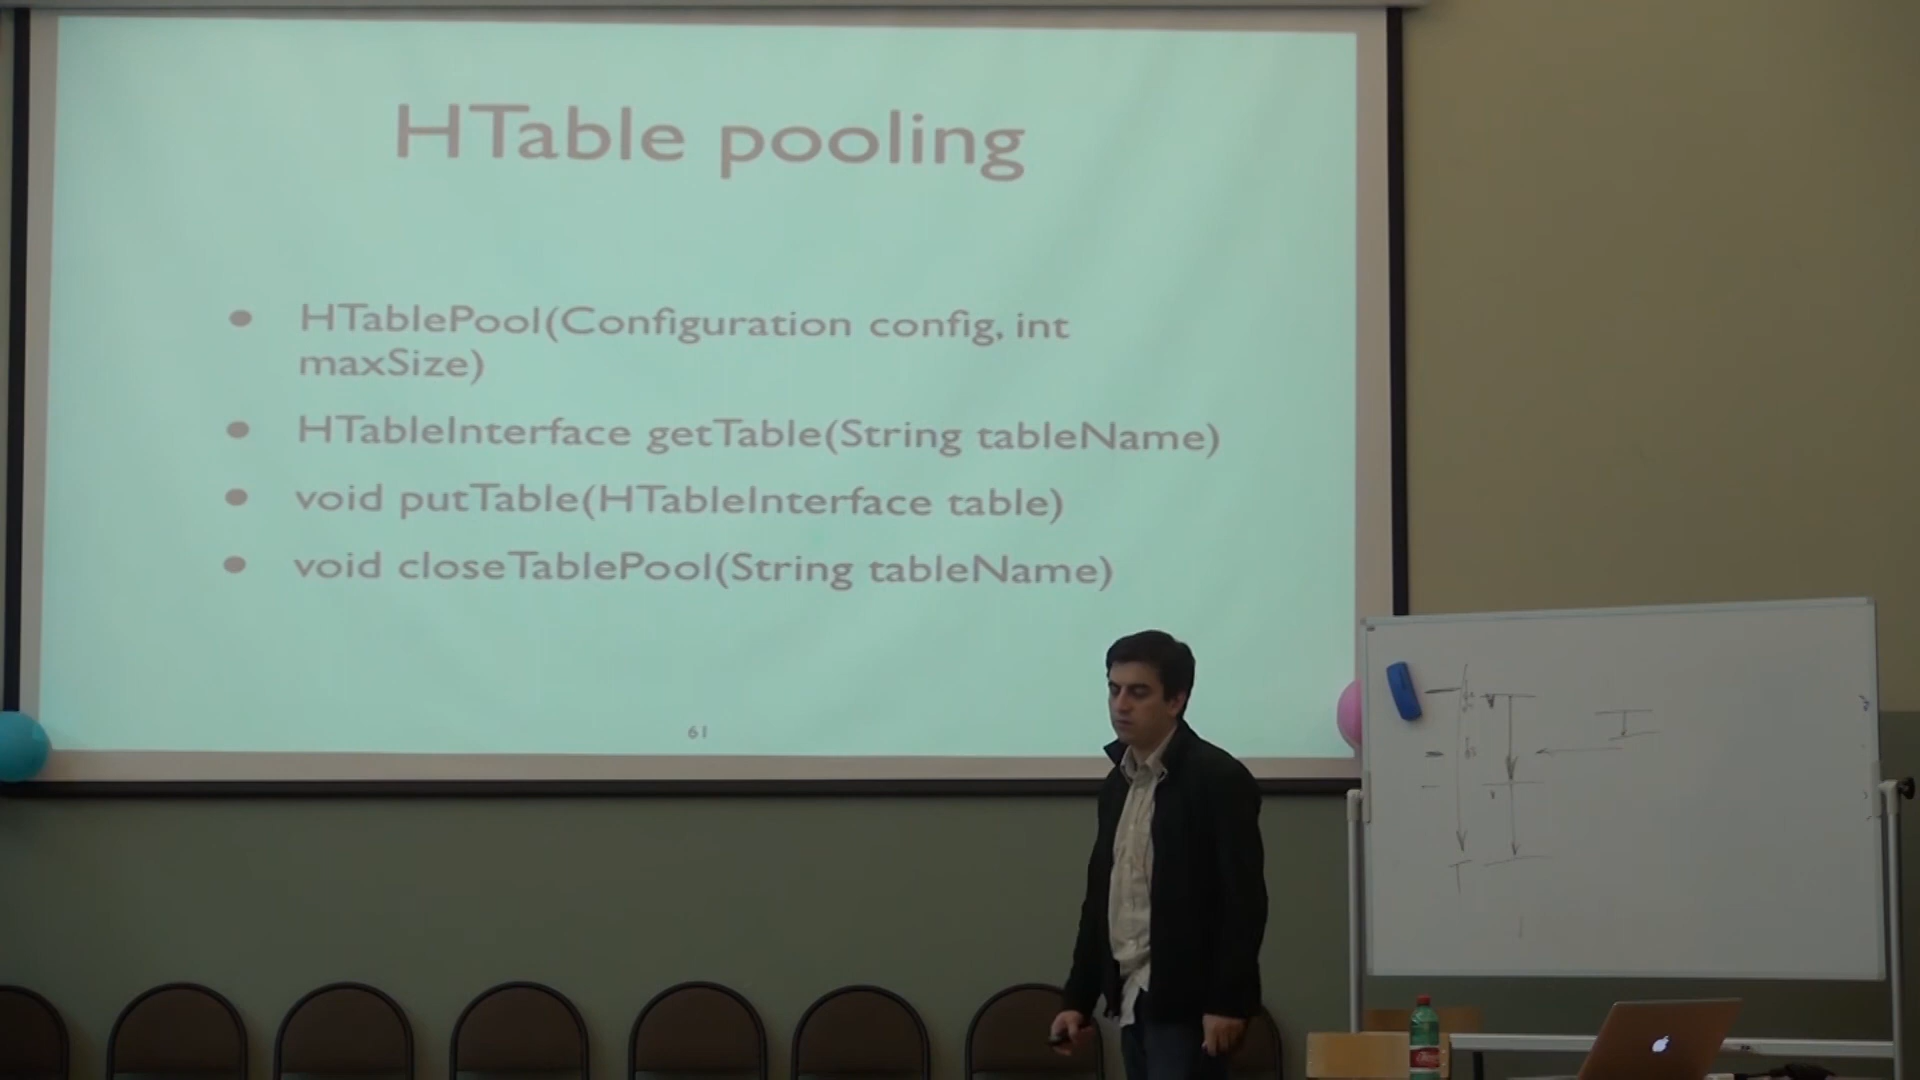 HTable pooling
• HTablePool(Configuration config, int
maxSize)
• HTableInterface getTable(String tableName)
• void putTable(HTableInterface table)
• void closeTablePool(String tableName)
61